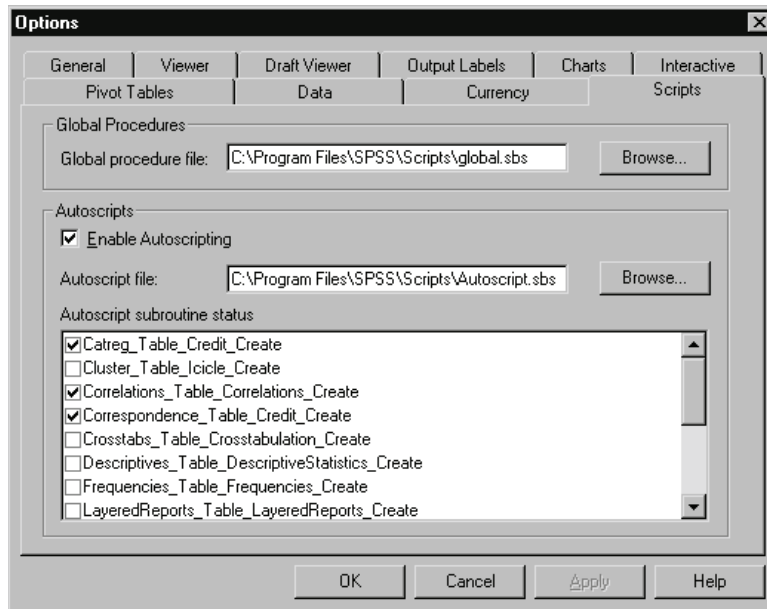 Options
General Viewer Draft Viewer Output Labels Charts Interactive
Pivot Tables Data Currency Scripts
Global Procedures
Global procedure file: C:\Program Files\SPSS\Scripts\global.sbs Browse...
Autoscripts
Enable Autoscripting
Autoscript file: C:\Program Files\SPSS\Scripts\Autoscript.sbs Browse...
Autoscript subroutine status
Catreg_Table_Credit_Create
Cluster_Table_Icicle_Create
Correlations_Table_Correlations_Create
Correspondence_Table_Credit_Create
Crosstabs_Table_Crosstabulation_Create
Descriptives_Table_DescriptiveStatistics_Create
Frequencies_Table_Frequencies_Create
LayeredReports_Table_LayeredReports_Create
OK Cancel Apply Help